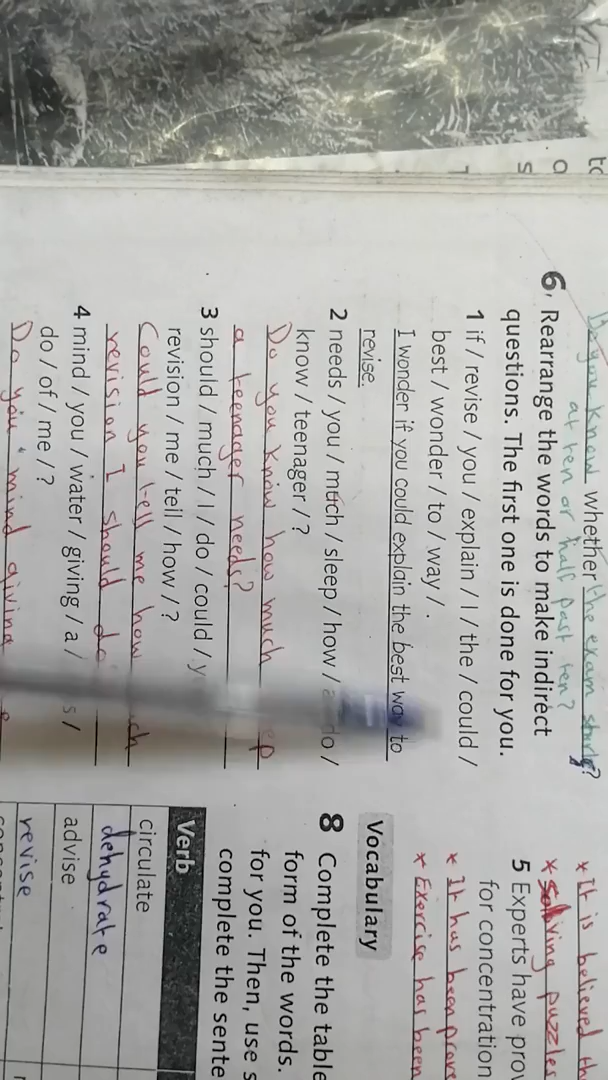 to
a
s
Do you know whether the exam starts?
at ten or half past ten?
6, Rearrange the words to make indirect
questions. The first one is done for you.
1 if / revise / you / explain / I / the / could /
best / wonder / to / way / .
I wonder if you could explain the best way to
revise.
2 needs / you / much / sleep / how / a / do /
know / teenager / ?
Do you know how much
a teenager needs?
3 should / much / I / do / could / y
revision / me / tell / how / ?
Could you tell me how ch
revision I should do
4 mind / you / water / giving / a / s /
do / of / me / ?
Do you mind giving
* It is believed th
* Solving puzzles
5 Experts have prov
for concentration
* It has been prove
* Exercise has been
Vocabulary
8 Complete the table
form of the words.
for you. Then, use s
complete the sente
Verb
circulate
dehydrate
advise
revise